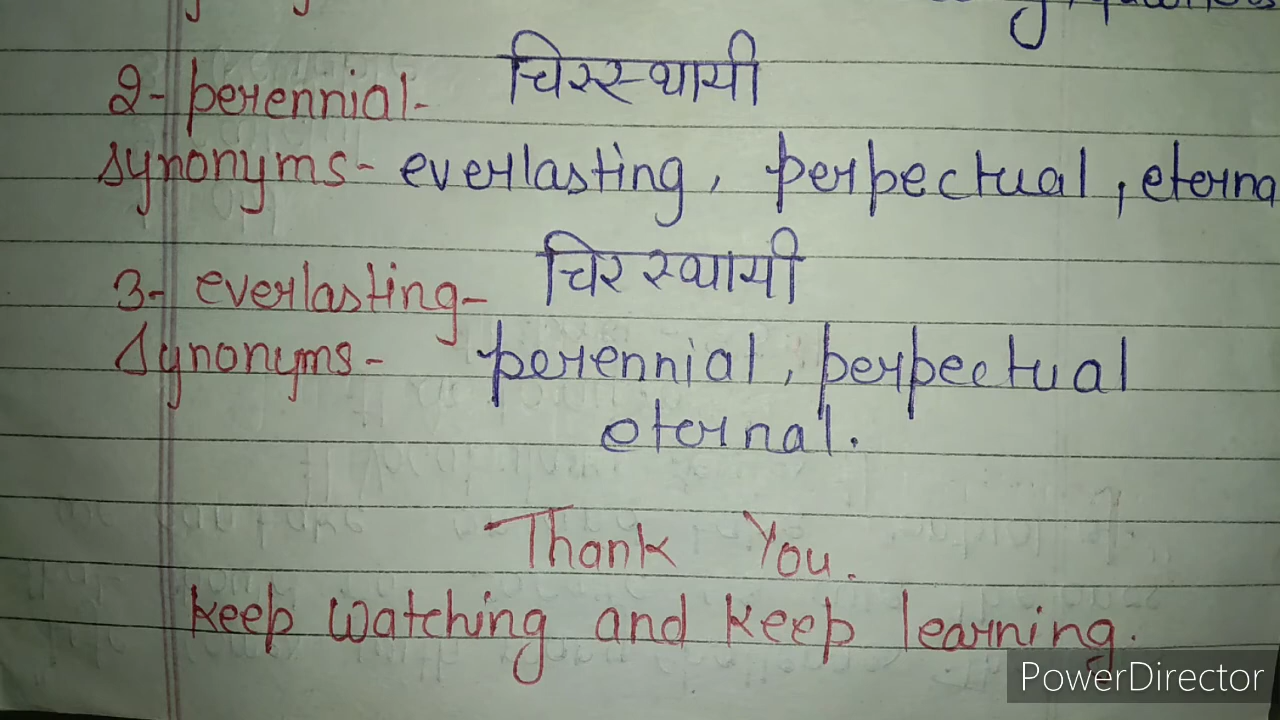 2- perennial- चिरस्थायी
synonyms- everlasting, perpectual, eterna
3- everlasting- चिरस्थायी
synonyms- perennial, perpectual
eternal.
Thank You.
keep watching and keep learning.
PowerDirector